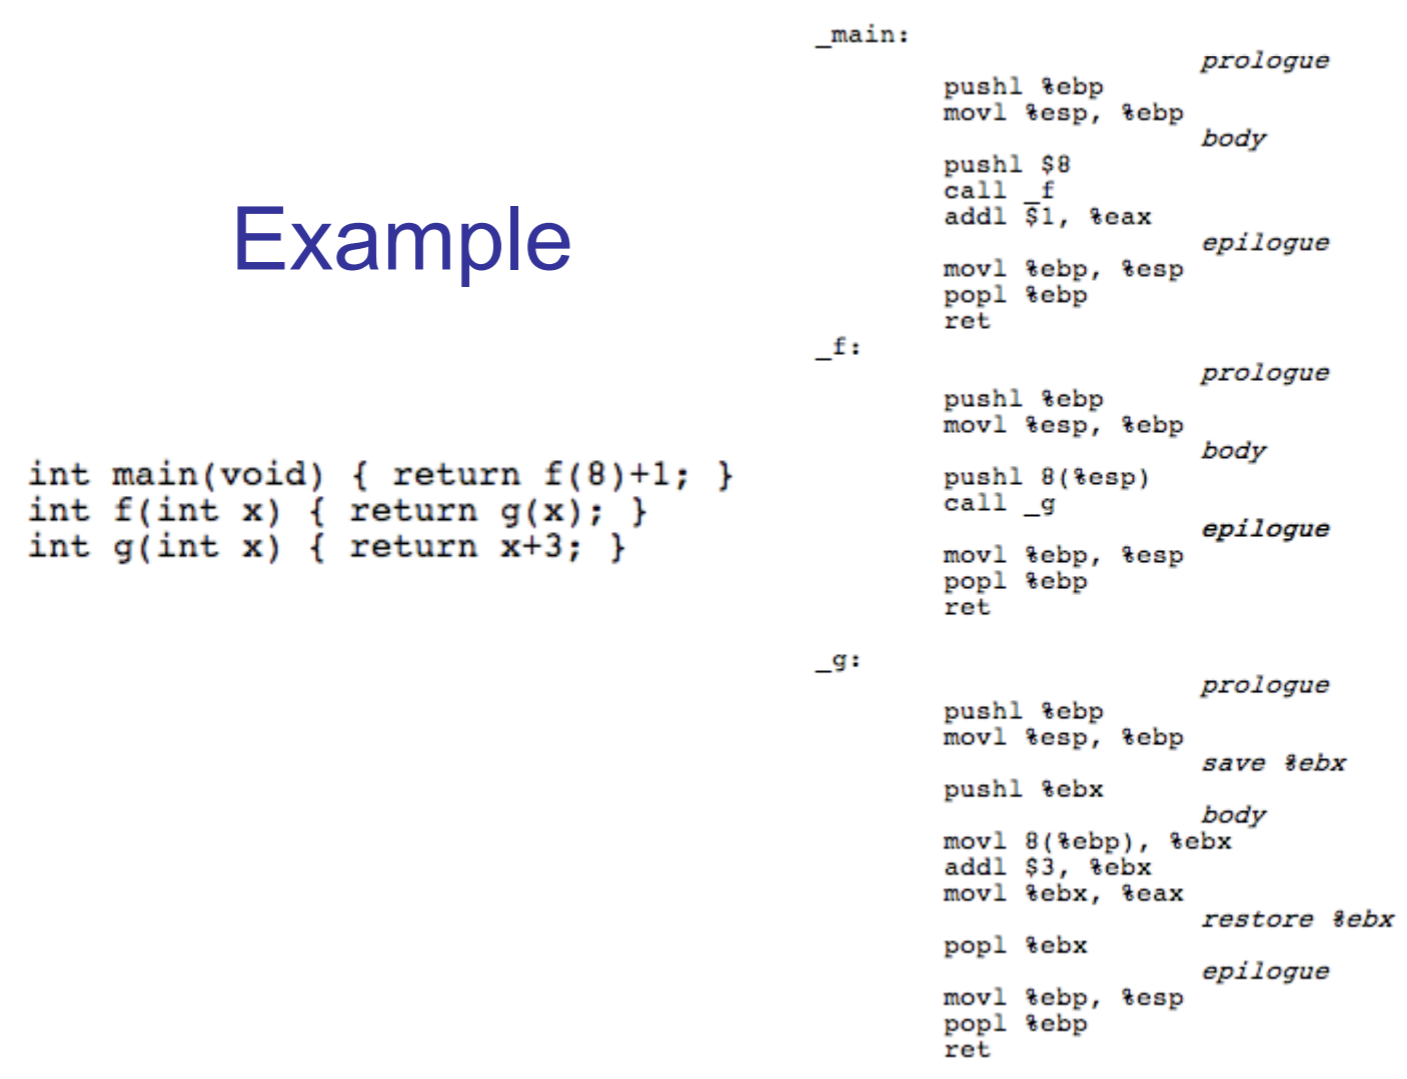 Example
int main(void) { return f(8)+1; }
int f(int x) { return g(x); }
int g(int x) { return x+3; }
_main:
prologue
pushl %ebp
movl %esp, %ebp
body
pushl $8
call _f
addl $1, %eax
epilogue
movl %ebp, %esp
popl %ebp
ret
_f:
prologue
pushl %ebp
movl %esp, %ebp
body
pushl 8(%esp)
call _g
epilogue
movl %ebp, %esp
popl %ebp
ret
_g:
prologue
pushl %ebp
movl %esp, %ebp
save %ebx
pushl %ebx
body
movl 8(%ebp), %ebx
addl $3, %ebx
movl %ebx, %eax
restore %ebx
popl %ebx
epilogue
movl %ebp, %esp
popl %ebp
ret